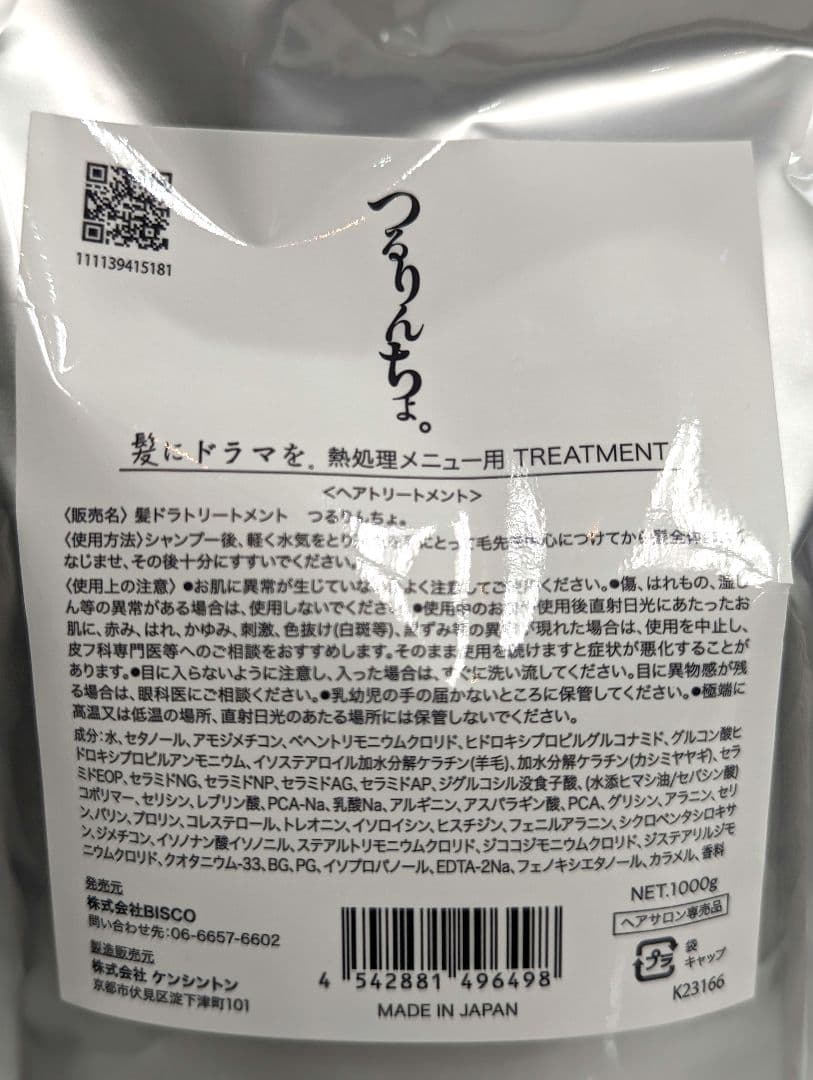 111139415181
つるりんちょ。
髪にドラマを。熱処理メニュー用 TREATMENT
<ヘアトリートメント>
〈販売名〉髪ドラトリートメント つるりんちょ。
〈使用方法〉シャンプー後、軽く水気をとり にとって毛先を中心につけてから髪全体
なじませ、その後十分にすすいでください。
〈使用上の注意〉●お肌に異常が生じていない よく注意してご使用ください。●傷、はれもの、湿し
ん等の異常がある場合は、使用しないでください ●使用中のお 使用後直射日光にあたったお
肌に、赤み、はれ、かゆみ、刺激、色抜け(白斑等)、黒ずみ等の異常が現れた場合は、使用を中止し、
皮フ科専門医等へのご相談をおすすめします。そのまま使用を続けますと症状が悪化することが
あります。●目に入らないように注意し、入った場合は、すぐに洗い流してください。目に異物感が残
る場合は、眼科医にご相談ください。●乳幼児の手の届かないところに保管してください。●極端に
高温又は低温の場所、直射日光のあたる場所には保管しないでください。
成分:水、セタノール、アモジメチコン、ベヘントリモニウムクロリド、ヒドロキシプロピルグルコナミド、グルコン酸ヒ
ドロキシプロピルアンモニウム、イソステアロイル加水分解ケラチン(羊毛)、加水分解ケラチン(カシミヤヤギ)、セラ
ミドEOP、セラミドNG、セラミドNP、セラミドAG、セラミドAP、ジグルコシル没食子酸、(水添ヒマシ油/セバシン酸)
コポリマー、セリシン、レブリン酸、PCA-Na、乳酸Na、アルギニン、アスパラギン酸、PCA、グリシン、アラニン、セリ
ン、バリン、プロリン、コレステロール、トレオニン、イソロイシン、ヒスチジン、フェニルアラニン、シクロペンタシロキサ
ン、ジメチコン、イソノナン酸イソノニル、ステアルトリモニウムクロリド、ジココジモニウムクロリド、ジステアリルジモ
ニウムクロリド、クオタニウム-33、BG、PG、イソプロパノール、EDTA-2Na、フェノキシエタノール、カラメル、香料
発売元
株式会社BISCO
問い合わせ先:06-6657-6602
製造販売元
株式会社 ケンシントン
京都市伏見区淀下津町101
4 542881 496498
MADE IN JAPAN
NET.1000g
ヘアサロン専売品
プラ
袋
キャップ
K23166